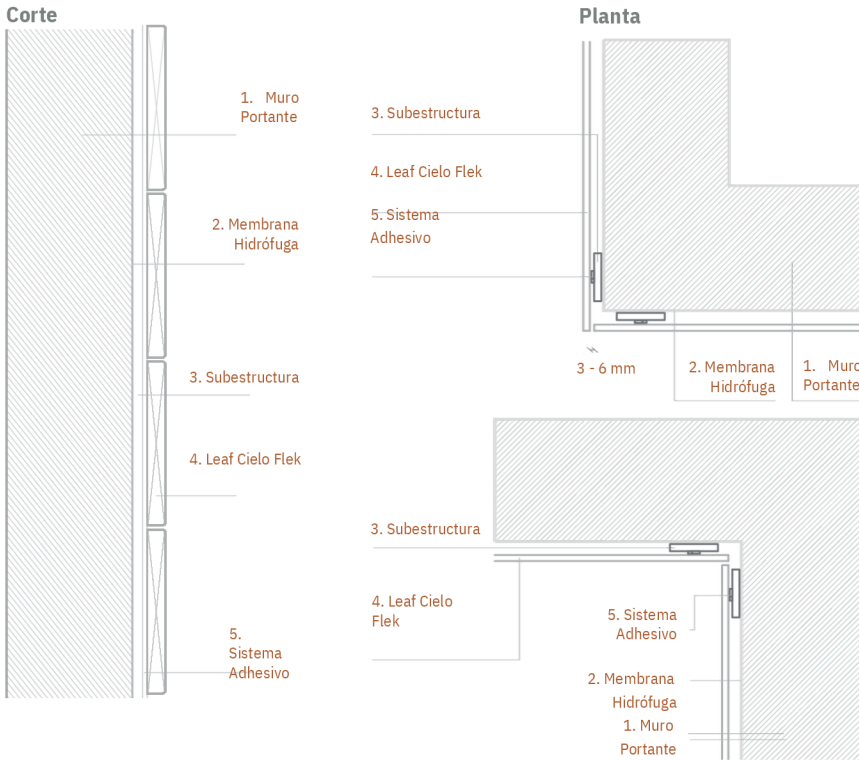 Corte
1. Muro
Portante
2. Membrana
Hidrófuga
3. Subestructura
4. Leaf Cielo Flek
5.
Sistema
Adhesivo
Planta
3. Subestructura
4. Leaf Cielo Flek
5. Sistema
Adhesivo
3 - 6 mm
2. Membrana
Hidrófuga
1. Muro
Portante
3. Subestructura
4. Leaf Cielo
Flek
5. Sistema
Adhesivo
2. Membrana
Hidrófuga
1. Muro
Portante